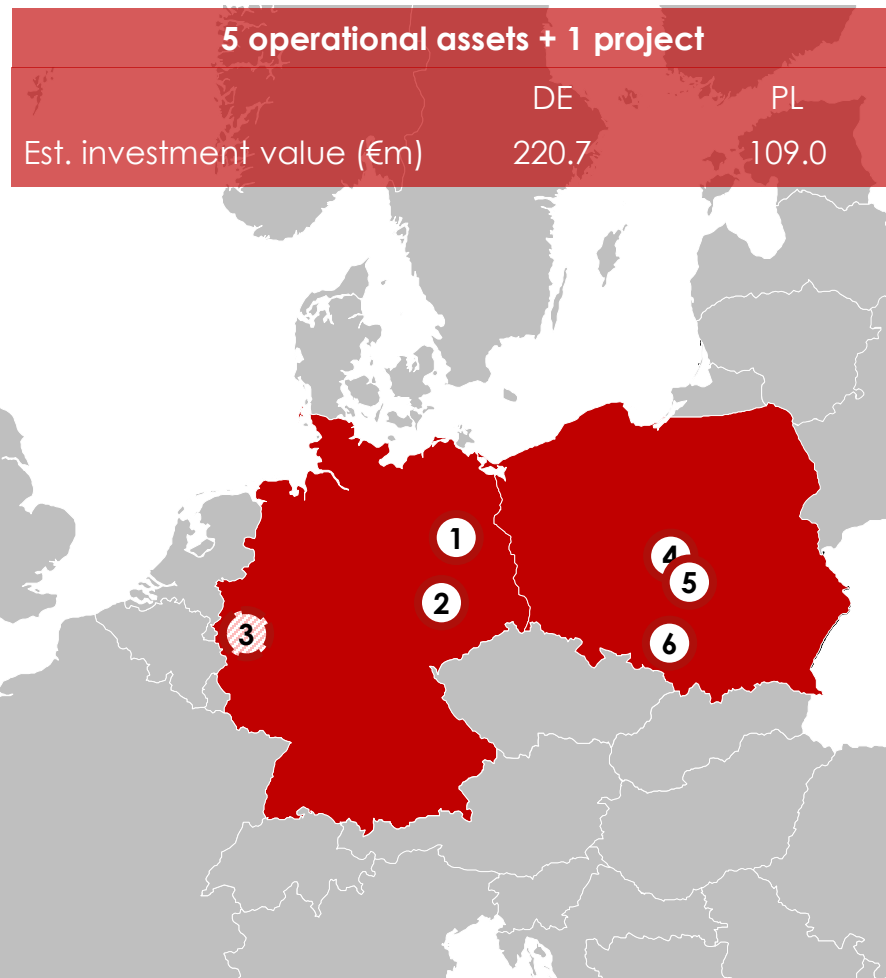 5 operational assets + 1 project
DE PL
Est. investment value (€m) 220.7 109.0
1
4
5
2
3
6